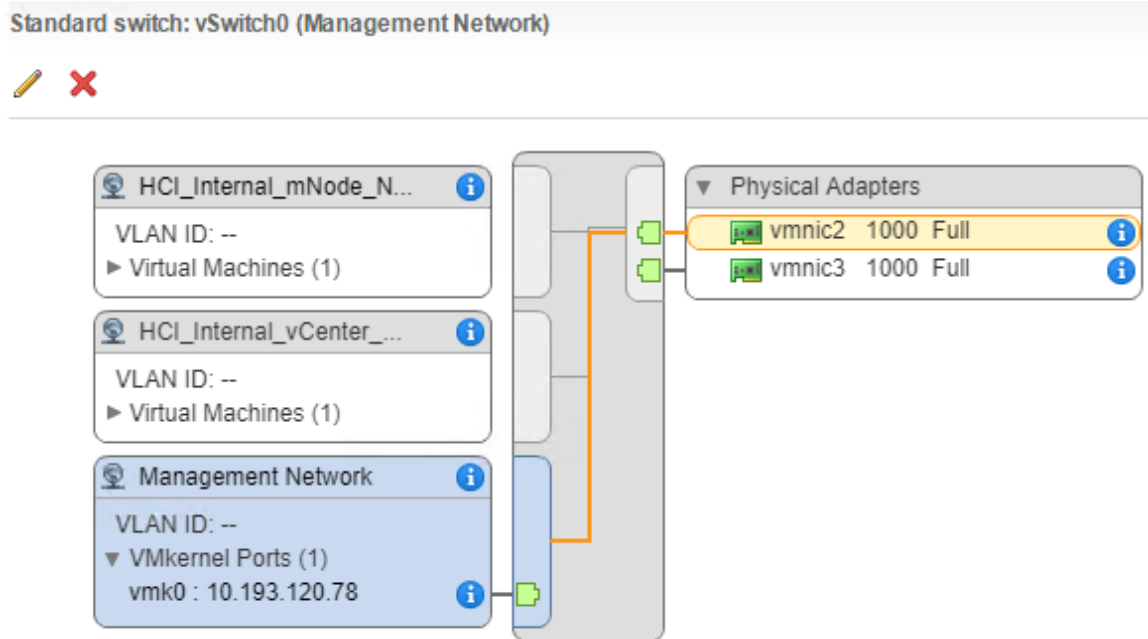 Standard switch: vSwitch0 (Management Network)
HCI_Internal_mNode_N...
VLAN ID: --
Virtual Machines (1)
HCI_Internal_vCenter_...
VLAN ID: --
Virtual Machines (1)
Management Network
VLAN ID: --
VMkernel Ports (1)
vmk0 : 10.193.120.78
Physical Adapters
vmnic2 1000 Full
vmnic3 1000 Full